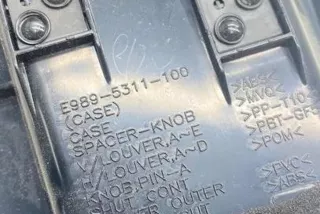 E989-5311-100
(CASE)
CASE
SPACER-KNOB
LOUVER,A~E
LOUVER,A~D
KNOB,PIN-A
SHUT CONT
OUTER
>ABS<
>PP-T10
>PBT-GF
>POM<
>PVC<
>ABS<